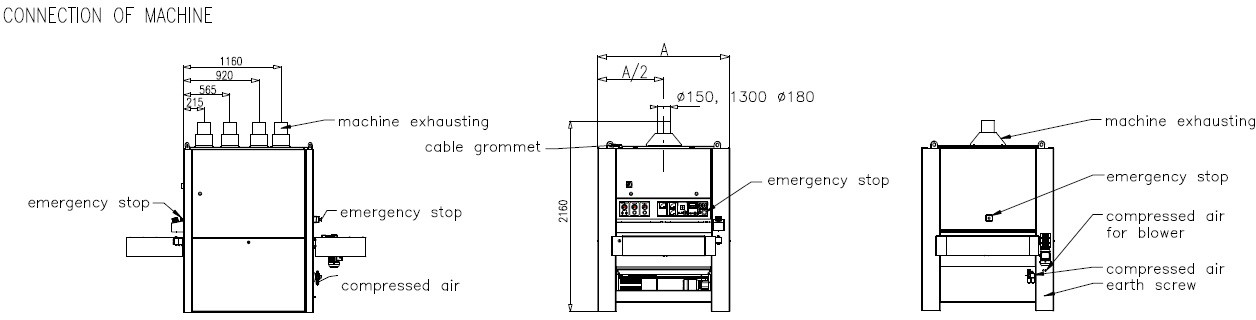 CONNECTION OF MACHINE
1160
920
565
215
machine exhausting
emergency stop
emergency stop
compressed air
A
A/2
Ø150, 1300 Ø180
cable grommet
2160
emergency stop
machine exhausting
emergency stop
compressed air
for blower
compressed air
earth screw